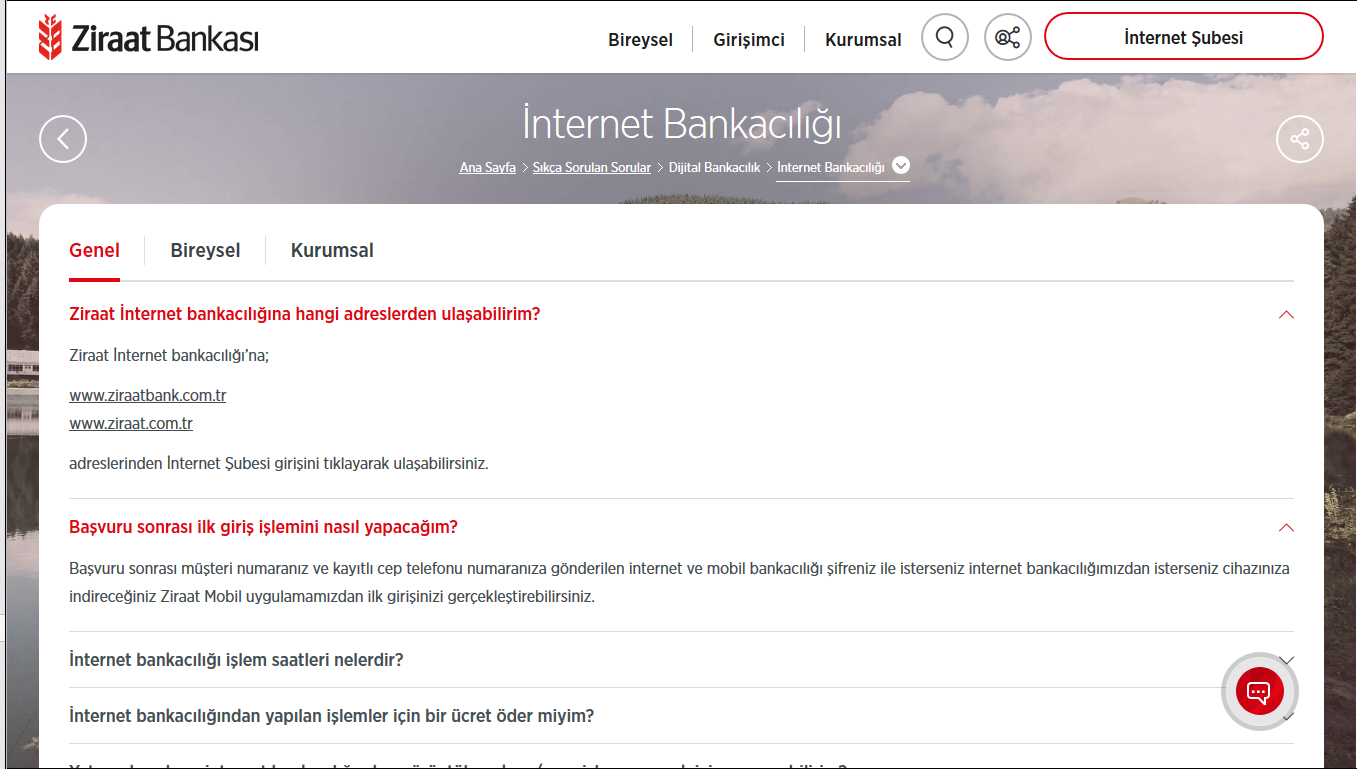 Ziraat Bankası
Bireysel
Girişimci
Kurumsal
İnternet Şubesi
İnternet Bankacılığı
Ana Sayfa > Sıkça Sorulan Sorular > Dijital Bankacılık > İnternet Bankacılığı
Genel
Bireysel
Kurumsal
Ziraat İnternet bankacılığına hangi adreslerden ulaşabilirim?
Ziraat İnternet bankacılığı'na;
www.ziraatbank.com.tr
www.ziraat.com.tr
adreslerinden İnternet Şubesi girişini tıklayarak ulaşabilirsiniz.
Başvuru sonrası ilk giriş işlemini nasıl yapacağım?
Başvuru sonrası müşteri numaranız ve kayıtlı cep telefonu numaranıza gönderilen internet ve mobil bankacılığı şifreniz ile isterseniz internet bankacılığımızdan isterseniz cihazınıza
indireceğiniz Ziraat Mobil uygulamamızdan ilk girişinizi gerçekleştirebilirsiniz.
İnternet bankacılığı işlem saatleri nelerdir?
İnternet bankacılığından yapılan işlemler için bir ücret öder miyim?